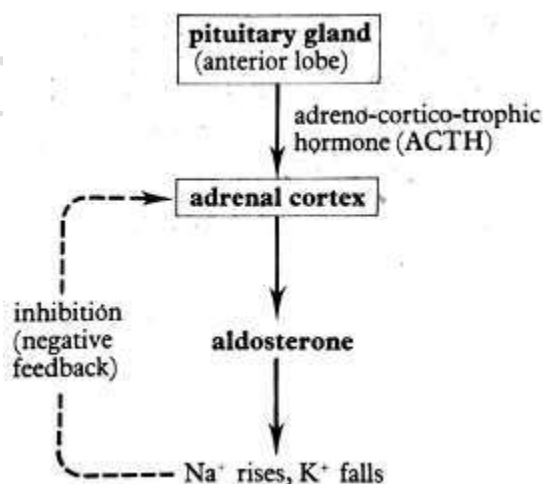 pituitary gland
(anterior lobe)
adreno-cortico-trophic
hormone (ACTH)
adrenal cortex
inhibition
(negative
feedback)
aldosterone
Na⁺ rises, K⁺ falls